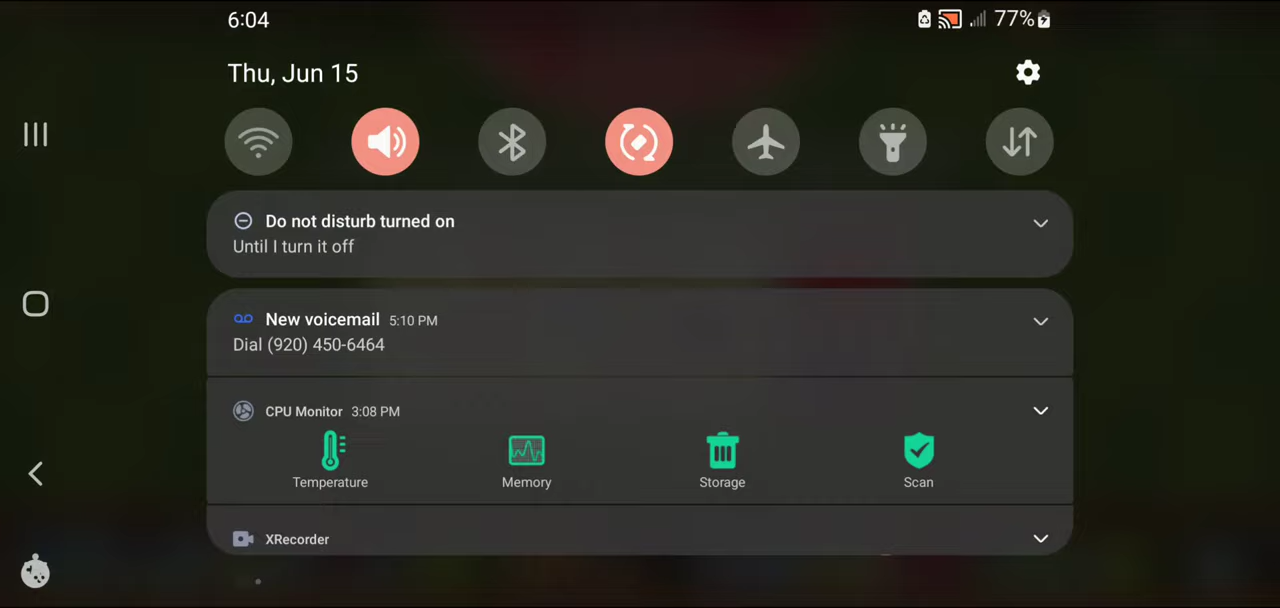 6:04
77%
Thu, Jun 15
Do not disturb turned on
Until I turn it off
New voicemail 5:10 PM
Dial (920) 450-6464
CPU Monitor 3:08 PM
Temperature
Memory
Storage
Scan
XRecorder